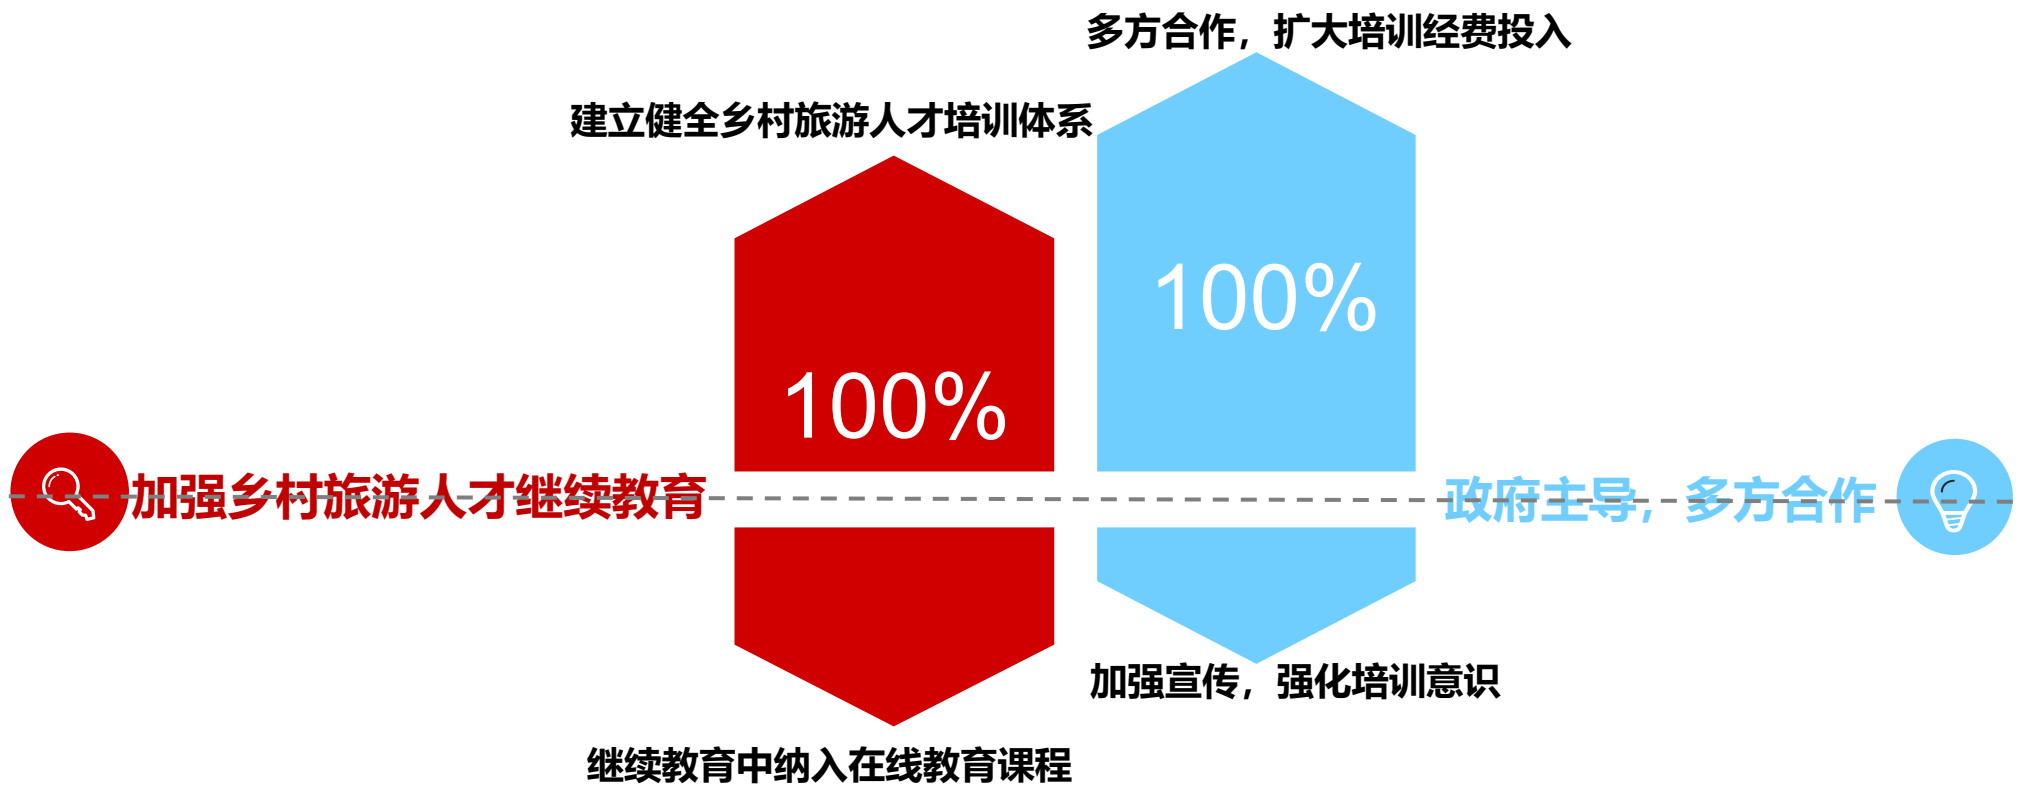 多方合作，扩大培训经费投入
建立健全乡村旅游人才培训体系
100%
100%
加强乡村旅游人才继续教育
政府主导，多方合作
加强宣传，强化培训意识
继续教育中纳入在线教育课程